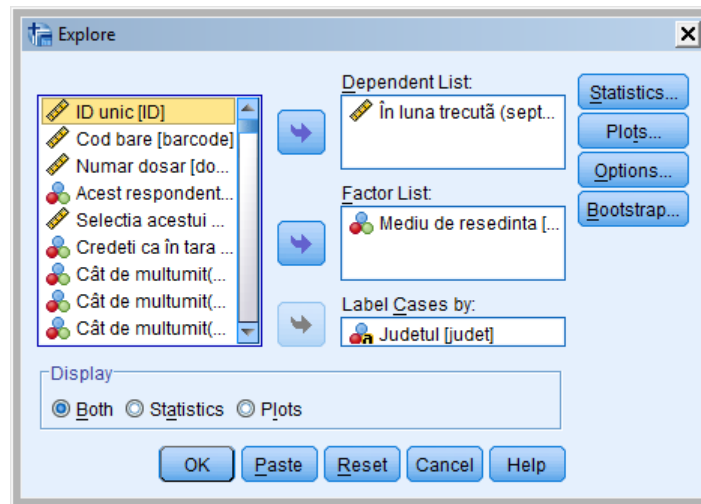 Explore
ID unic [ID]
Cod bare [barcode]
Numar dosar [do...
Acest respondent...
Selectia acestui ...
Credeti ca în tara ...
Cât de multumit(...
Cât de multumit(...
Cât de multumit(...
Dependent List:
În luna trecutã (sept...
Factor List:
Mediu de resedinta [...
Label Cases by:
a Judetul [judet]
Statistics...
Plots...
Options...
Bootstrap...
Display
Both Statistics Plots
OK Paste Reset Cancel Help